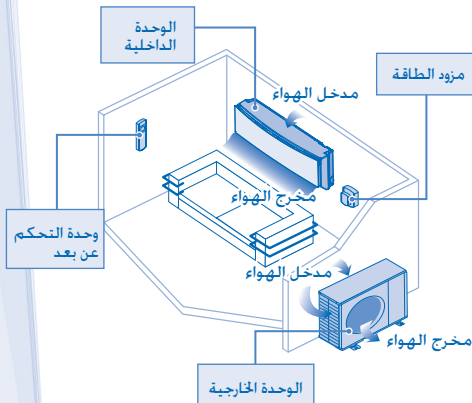 الوحدة
الداخلية
مزود الطاقة
مدخل الهواء
مخرج الهواء
وحدة التحكم
عن بعد
مدخل الهواء
مخرج الهواء
الوحدة الخارجية